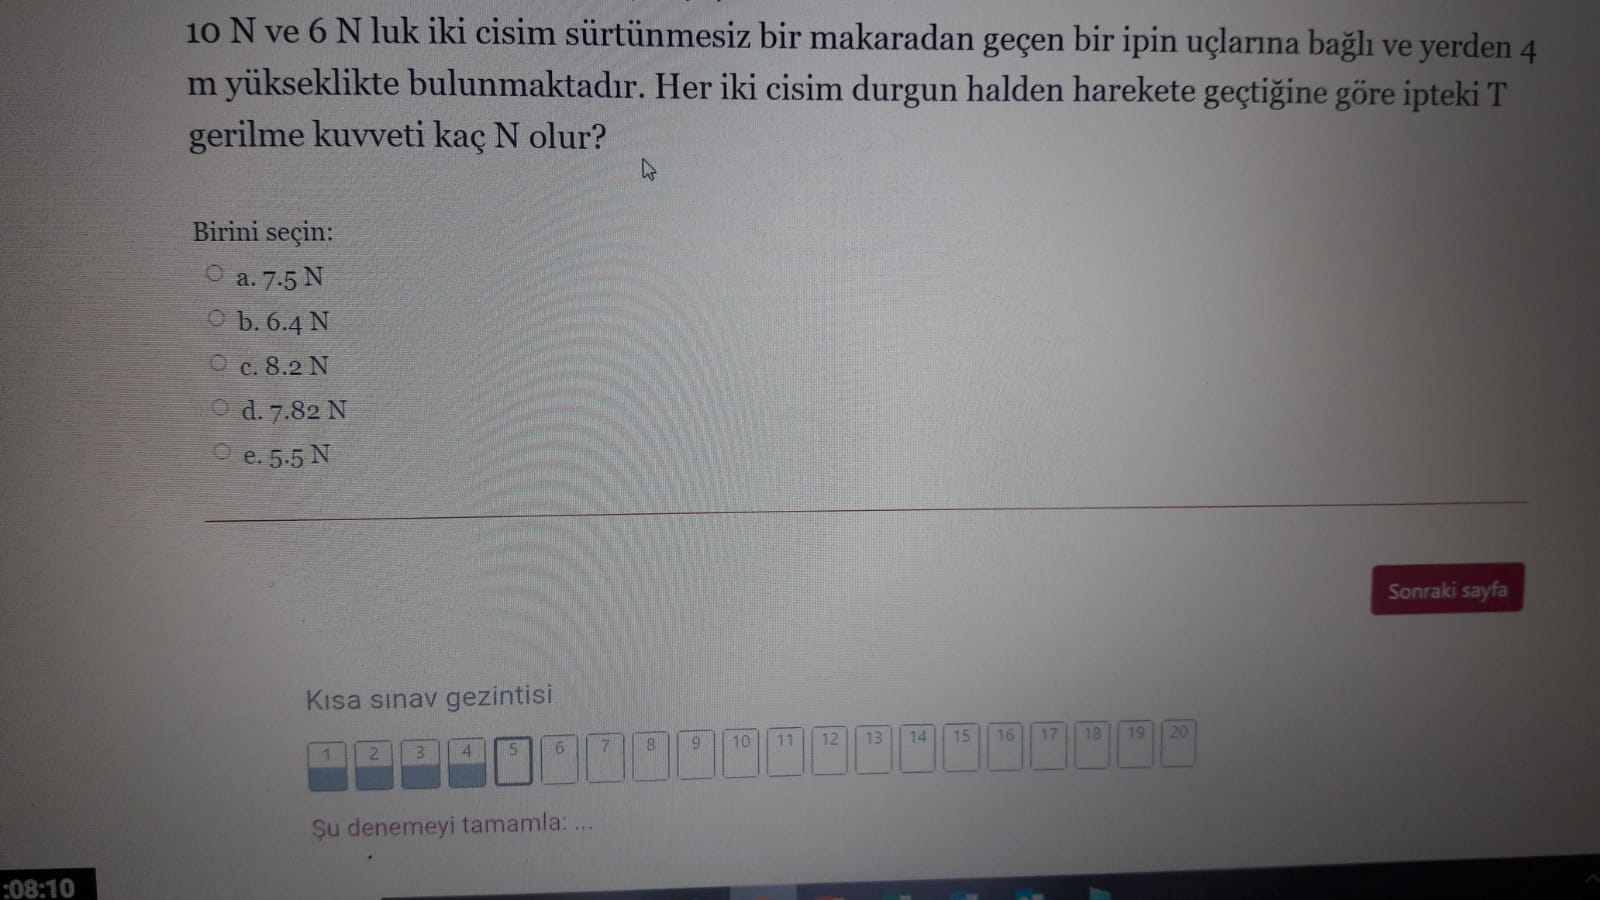 10 N ve 6 N luk iki cisim sürtünmesiz bir makaradan geçen bir ipin uçlarına bağlı ve yerden 4
m yükseklikte bulunmaktadır. Her iki cisim durgun halden harekete geçtiğine göre ipteki T
gerilme kuvveti kaç N olur?
Birini seçin:
a. 7.5 N
b. 6.4 N
c. 8.2 N
d. 7.82 N
e. 5.5 N
Sonraki sayfa
Kısa sınav gezintisi
1 2 3 4 5 6 7 8 9 10 11 12 13 14 15 16 17 18 19 20
Şu denemeyi tamamla: ...
:08:10